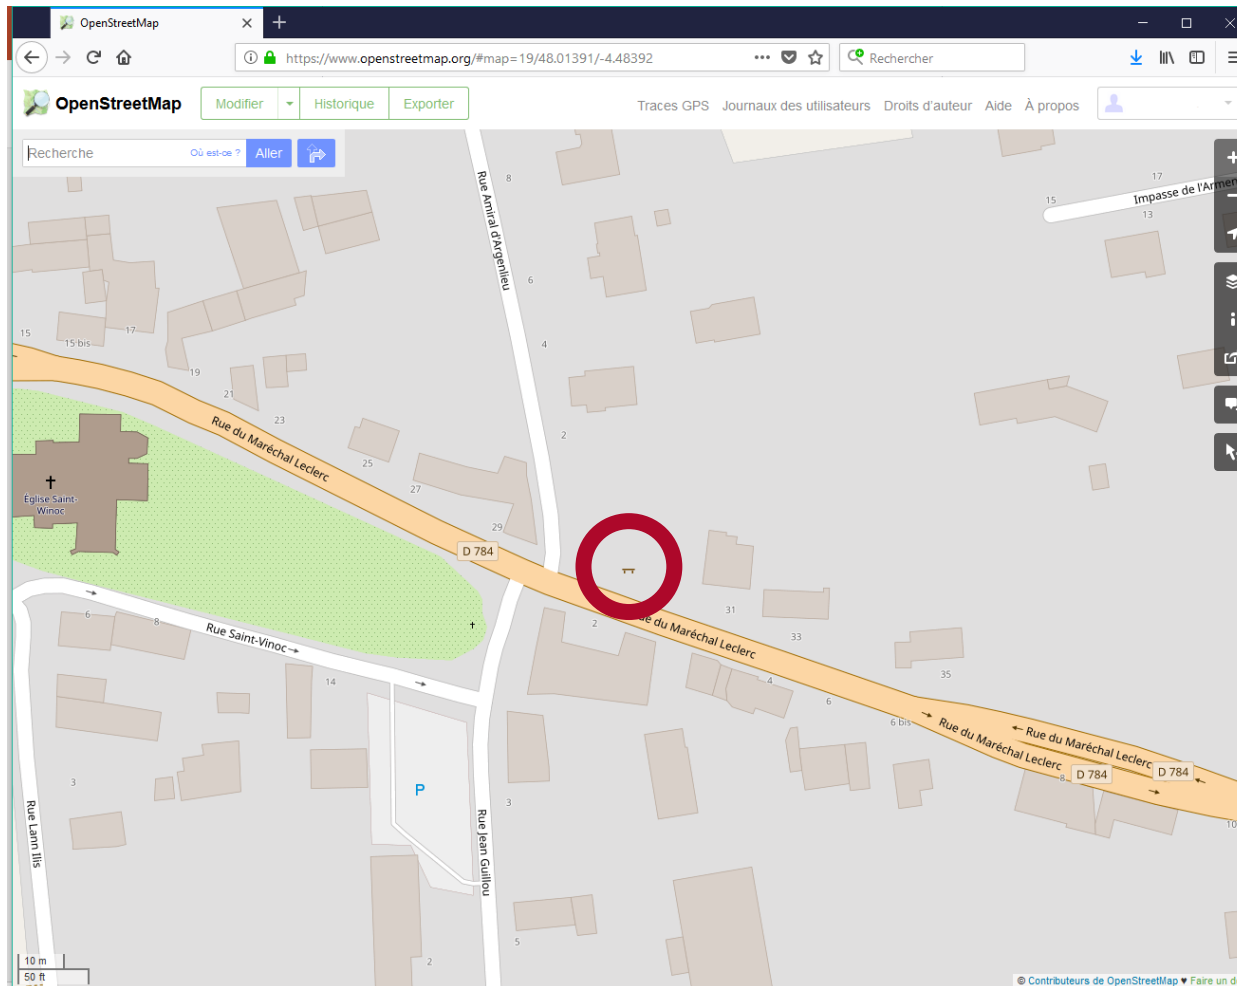 OpenStreetMap
https://www.openstreetmap.org/#map=19/48.01391/-4.48392
Rechercher
OpenStreetMap
Modifier
Historique
Exporter
Traces GPS
Journaux des utilisateurs
Droits d'auteur
Aide
À propos
Recherche
Où est-ce ?
Aller
8
17
15
Impasse de l'Armen
13
Rue Amiral d'Argenlieu
6
15
15 bis
17
4
19
21
23
Rue du Maréchal Leclerc
2
25
27
Église Saint-
Winoc
29
D 784
31
6
8
2
Rue du Maréchal Leclerc
33
Rue Saint-Vinoc
35
14
4
6
6 bis
Rue du Maréchal Leclerc
Rue du Maréchal Leclerc
D 784
D 784
8
3
P
3
Rue Lann Ilis
Rue Jean Guillou
10
5
2
10 m
50 ft
© Contributeurs de OpenStreetMap ♥ Faire un d